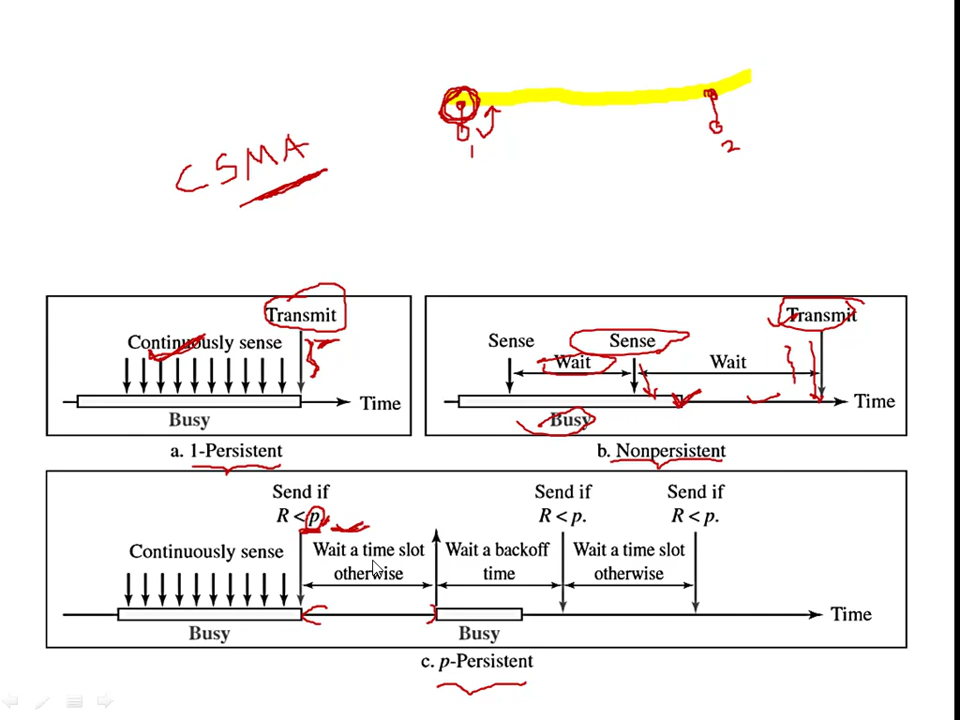 CSMA
1
2
Transmit
Continuously sense
Time
Busy
a. 1-Persistent
Sense
Sense
Transmit
Wait
Wait
Time
Busy
b. Nonpersistent
Send if
R < p.
Send if
R < p.
Send if
R < p.
Continuously sense
Wait a time slot
otherwise
Wait a backoff
time
Wait a time slot
otherwise
Time
Busy
Busy
c. p-Persistent